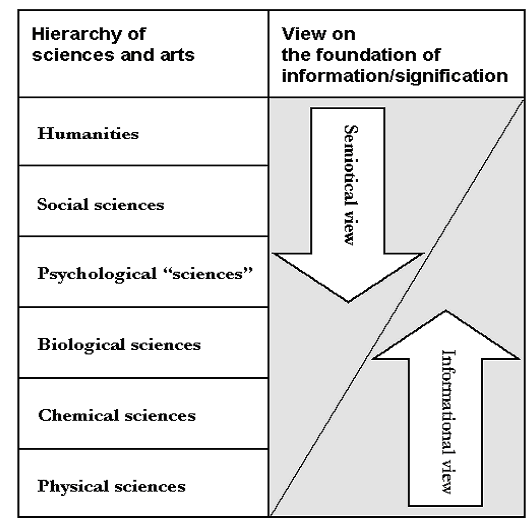 Hierarchy of
sciences and arts
View on
the foundation of
information/signification
Humanities
Social sciences
Psychological “sciences”
Biological sciences
Chemical sciences
Physical sciences
Semiotical view
Informational view